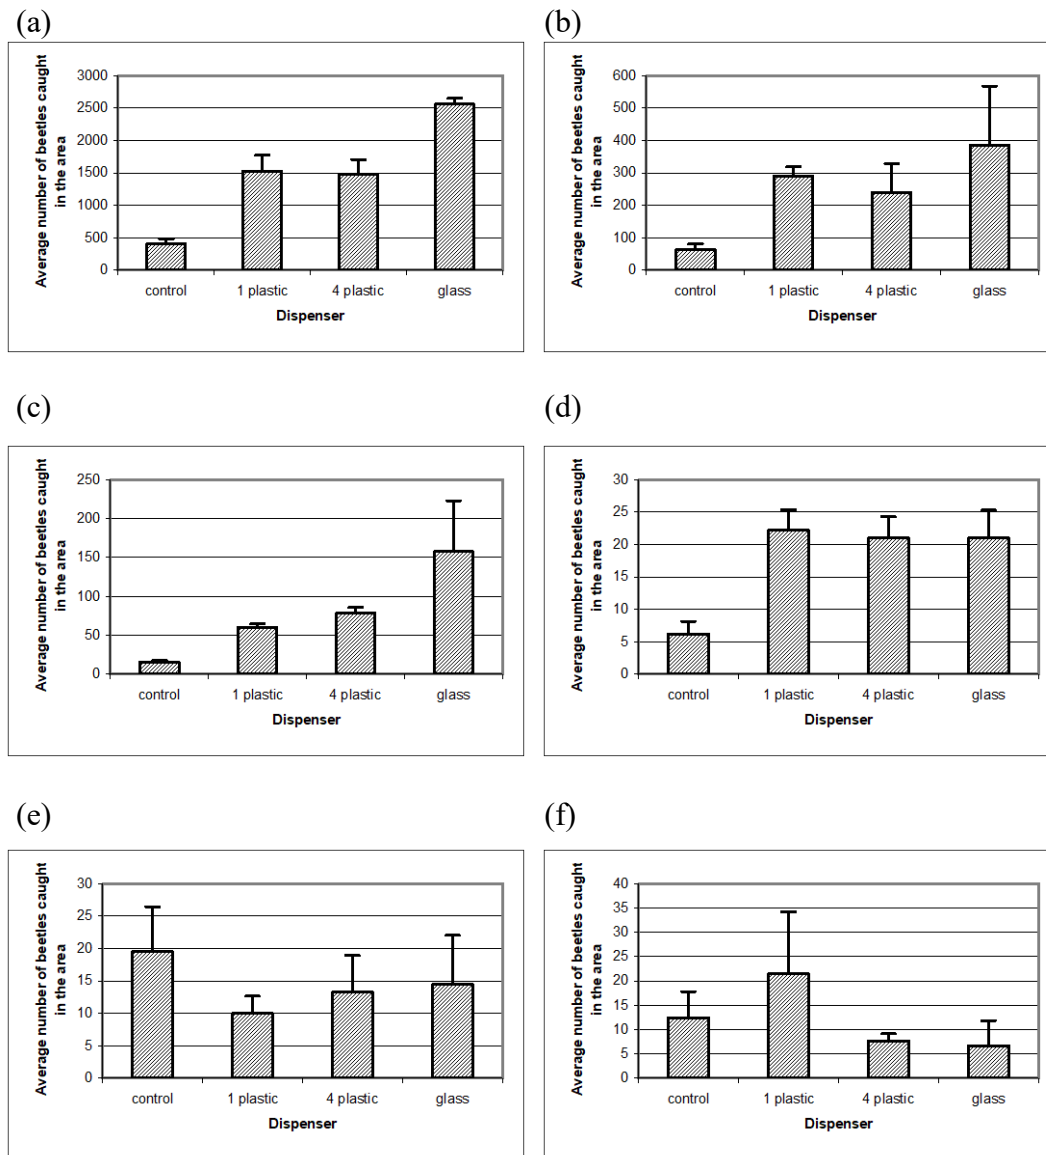 (a)
Average number of beetles caught
in the area
3000
2500
2000
1500
1000
500
0
control 1 plastic 4 plastic glass
Dispenser
(b)
Average number of beetles caught
in the area
600
500
400
300
200
100
0
control 1 plastic 4 plastic glass
Dispenser
(c)
Average number of beetles caught
in the area
250
200
150
100
50
0
control 1 plastic 4 plastic glass
Dispenser
(d)
Average number of beetles caught
in the area
30
25
20
15
10
5
0
control 1 plastic 4 plastic glass
Dispenser
(e)
Average number of beetles caught
in the area
30
25
20
15
10
5
0
control 1 plastic 4 plastic glass
Dispenser
(f)
Average number of beetles caught
in the area
40
35
30
25
20
15
10
5
0
control 1 plastic 4 plastic glass
Dispenser